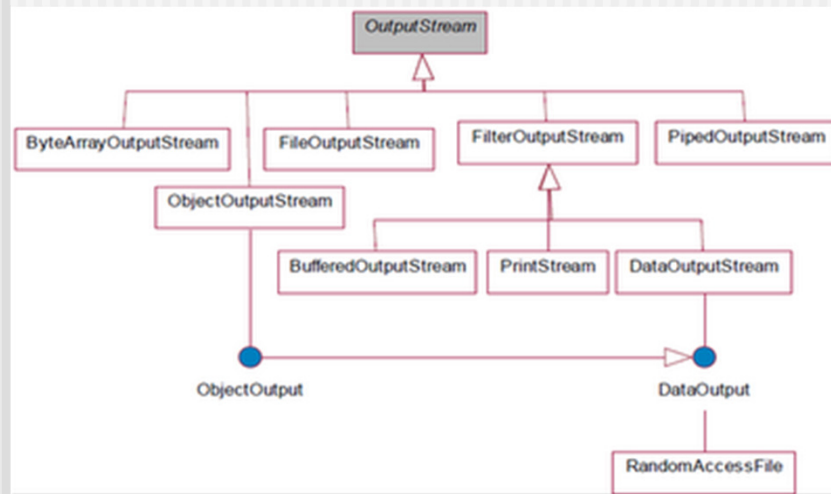 OutputStream
ByteArrayOutputStream
FileOutputStream
FilterOutputStream
PipedOutputStream
ObjectOutputStream
BufferedOutputStream
PrintStream
DataOutputStream
ObjectOutput
DataOutput
RandomAccessFile